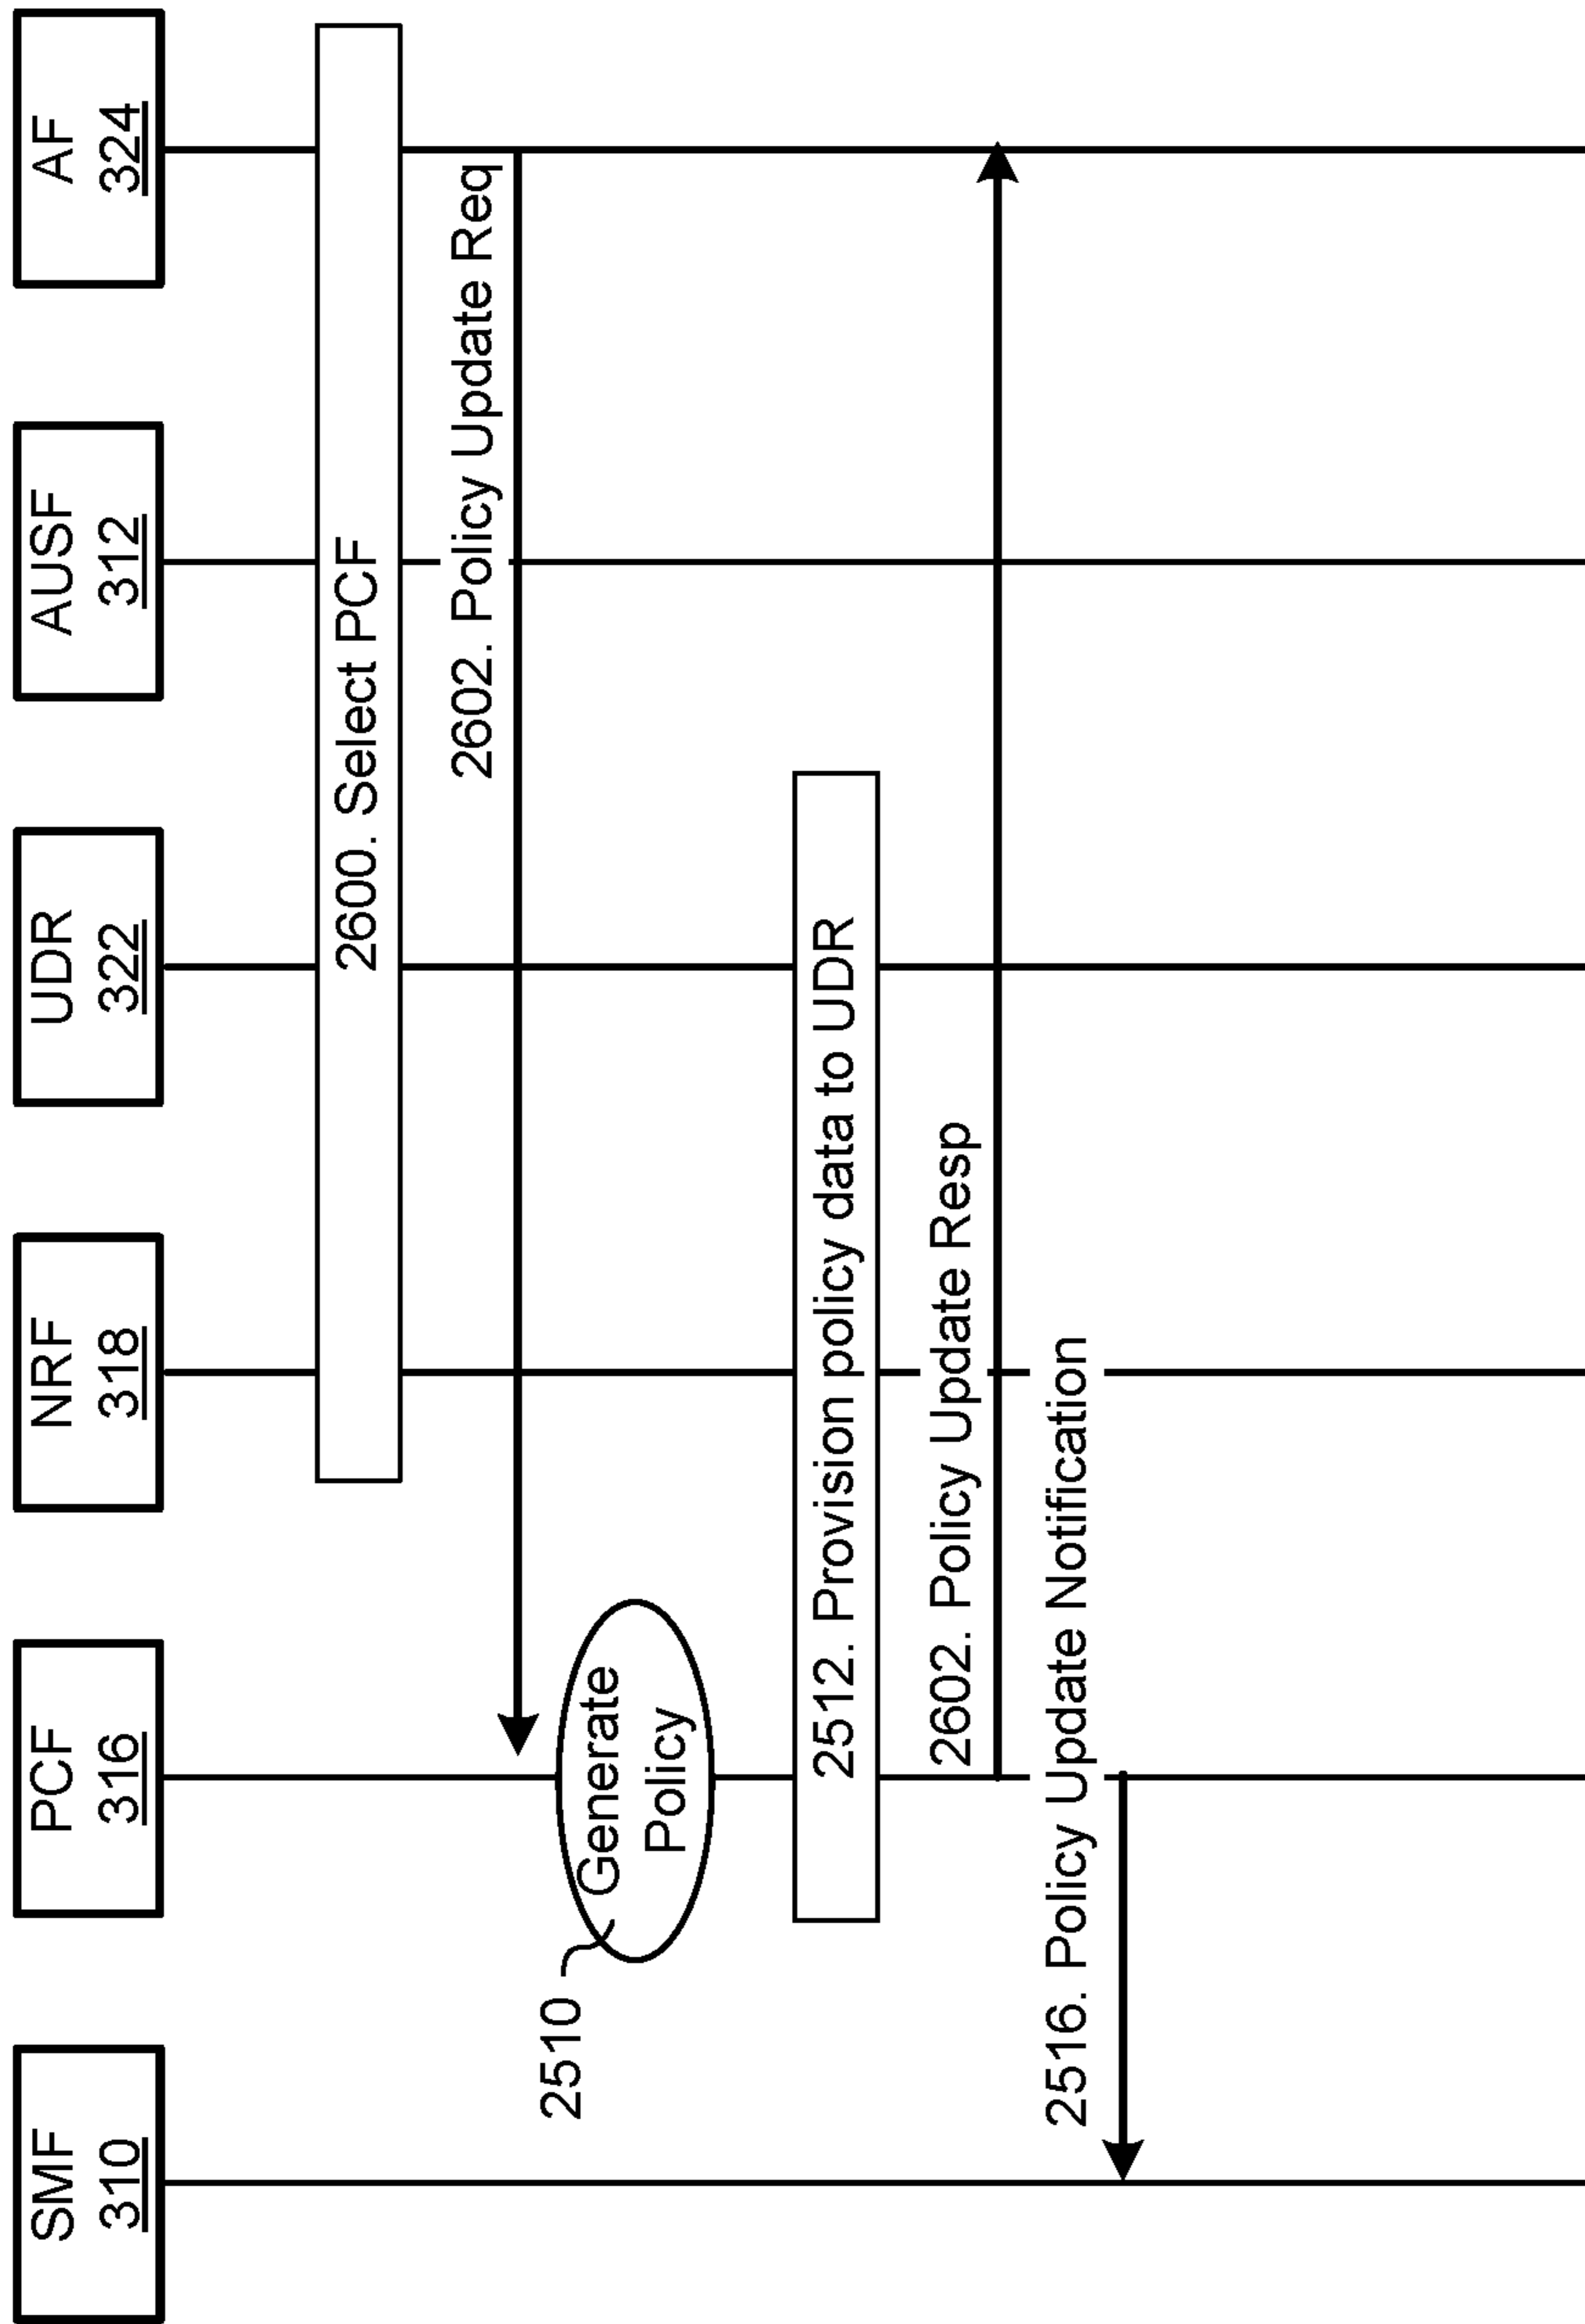 SMF
310
PCF
316
NRF
318
UDR
322
AUSF
312
AF
324
2600. Select PCF
2602. Policy Update Req
2510
Generate
Policy
2512. Provision policy data to UDR
2602. Policy Update Resp
2516. Policy Update Notification